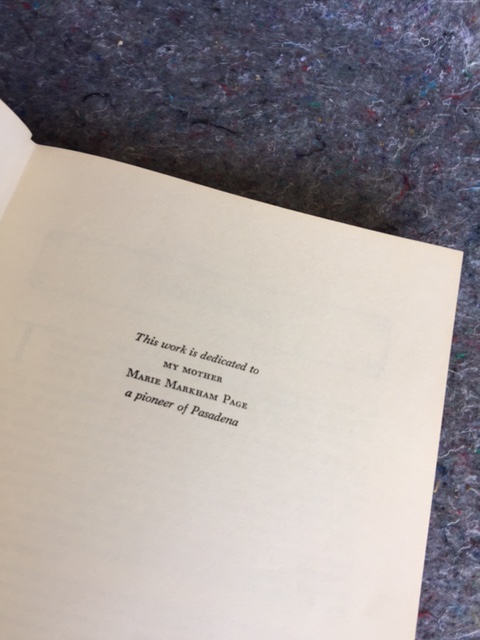 This work is dedicated to
MY MOTHER
MARIE MARKHAM PAGE
a pioneer of Pasadena